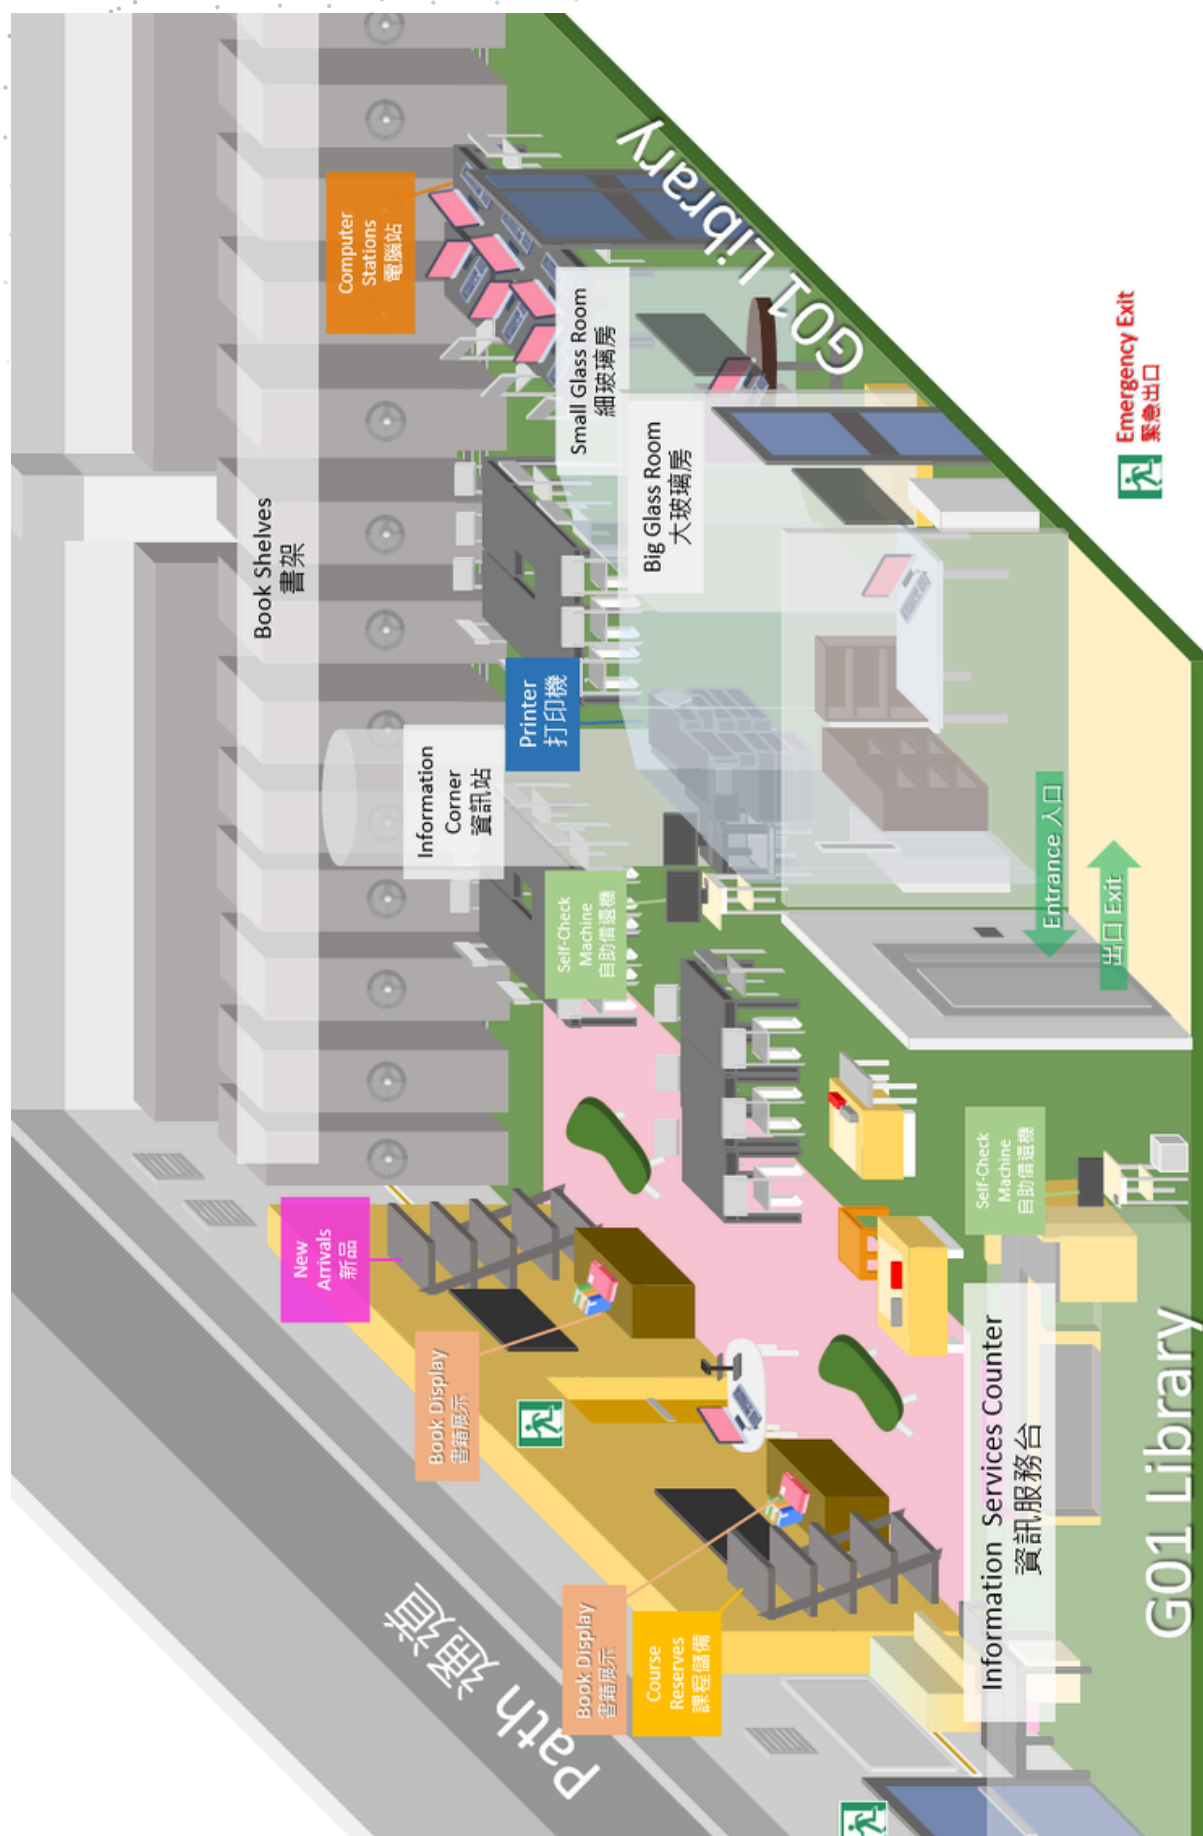 Book Shelves
書架
New
Arrivals
新品
Computer
Stations
電腦站
Path 通道
Book Display
書籍展示
Information
Corner
資訊站
Printer
打印機
Self-Check
Machine
自助借還機
Small Glass Room
細玻璃房
Book Display
書籍展示
Course
Reserves
課程儲備
Big Glass Room
大玻璃房
G01 Library
Information Services Counter
資訊服務台
Self-Check
Machine
自助借還機
Entrance 入口
出口 Exit
Emergency Exit
緊急出口
G01 Library